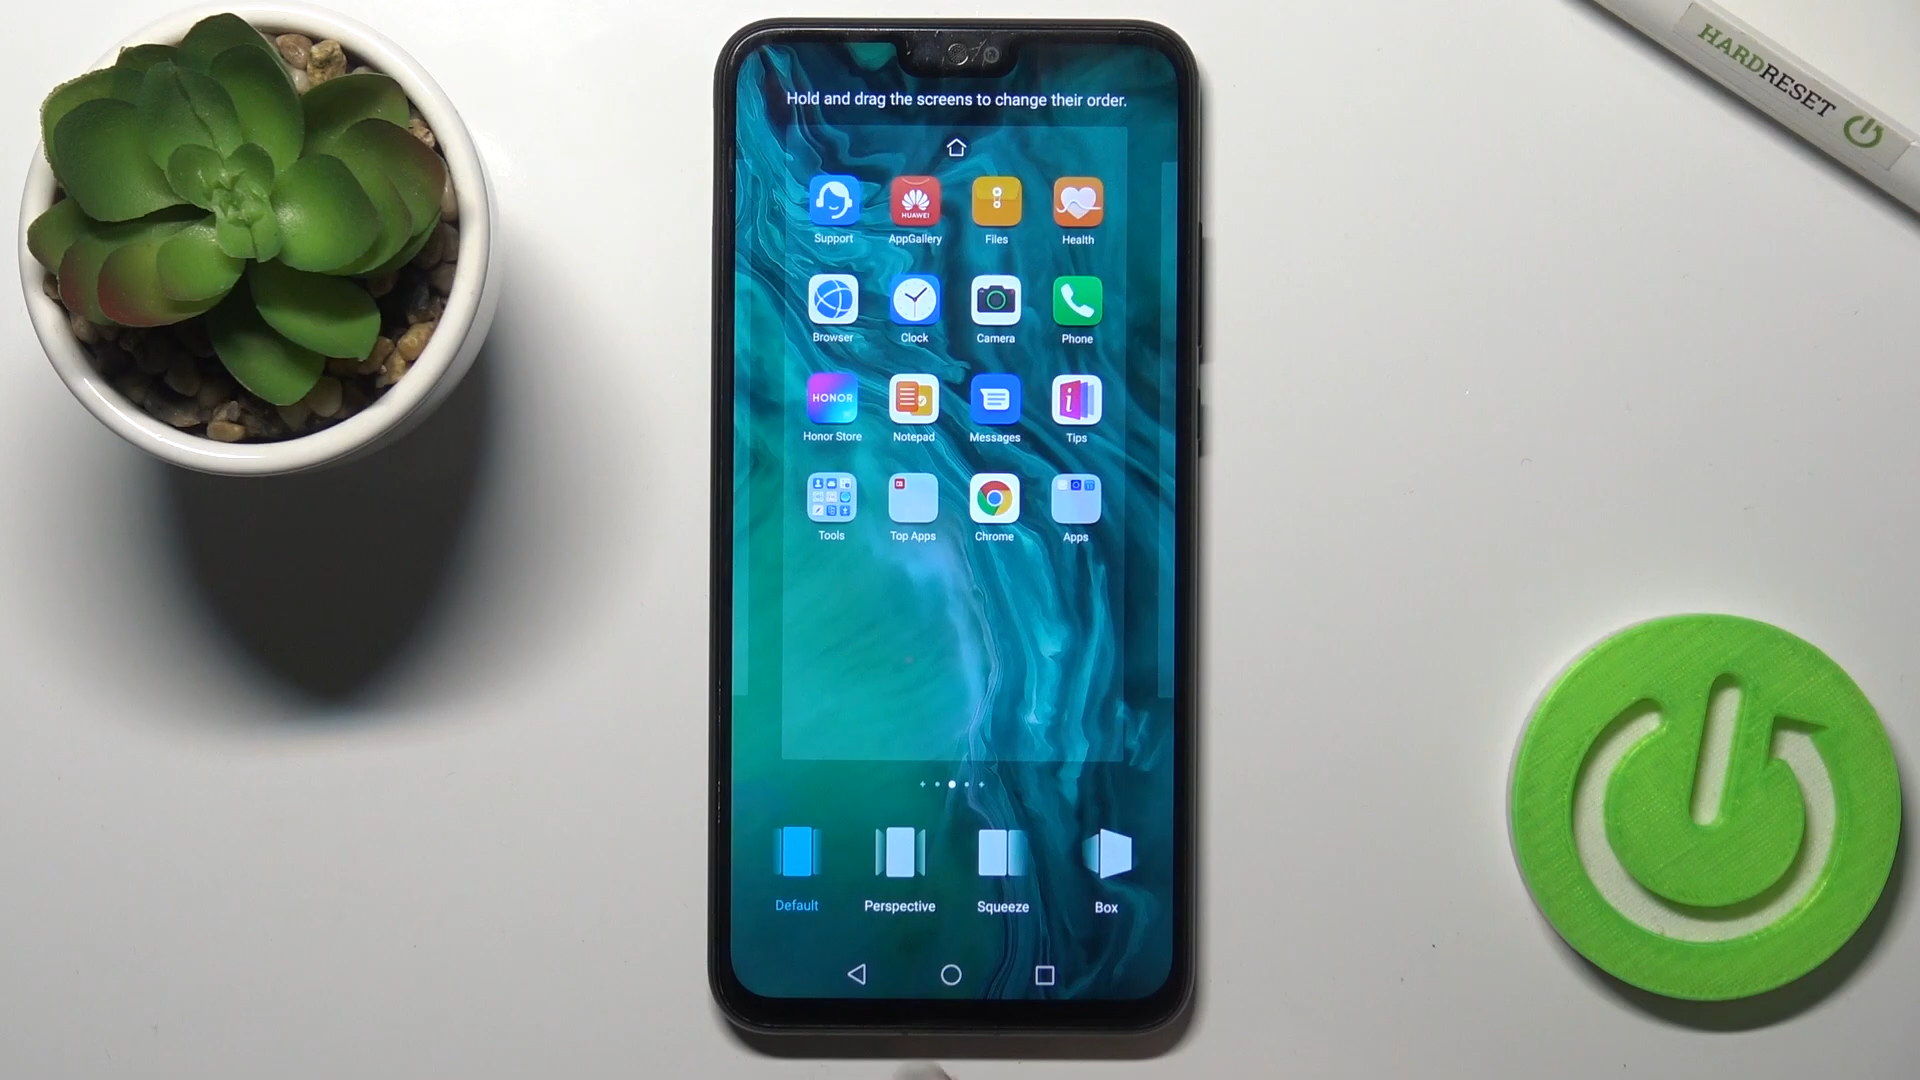 HARDRESET
Hold and drag the screens to change their order.
HUAWEI
Support AppGallery Files Health
Browser Clock Camera Phone
HONOR
i
Honor Store Notepad Messages Tips
Tools Top Apps Chrome Apps
Default Perspective Squeeze Box